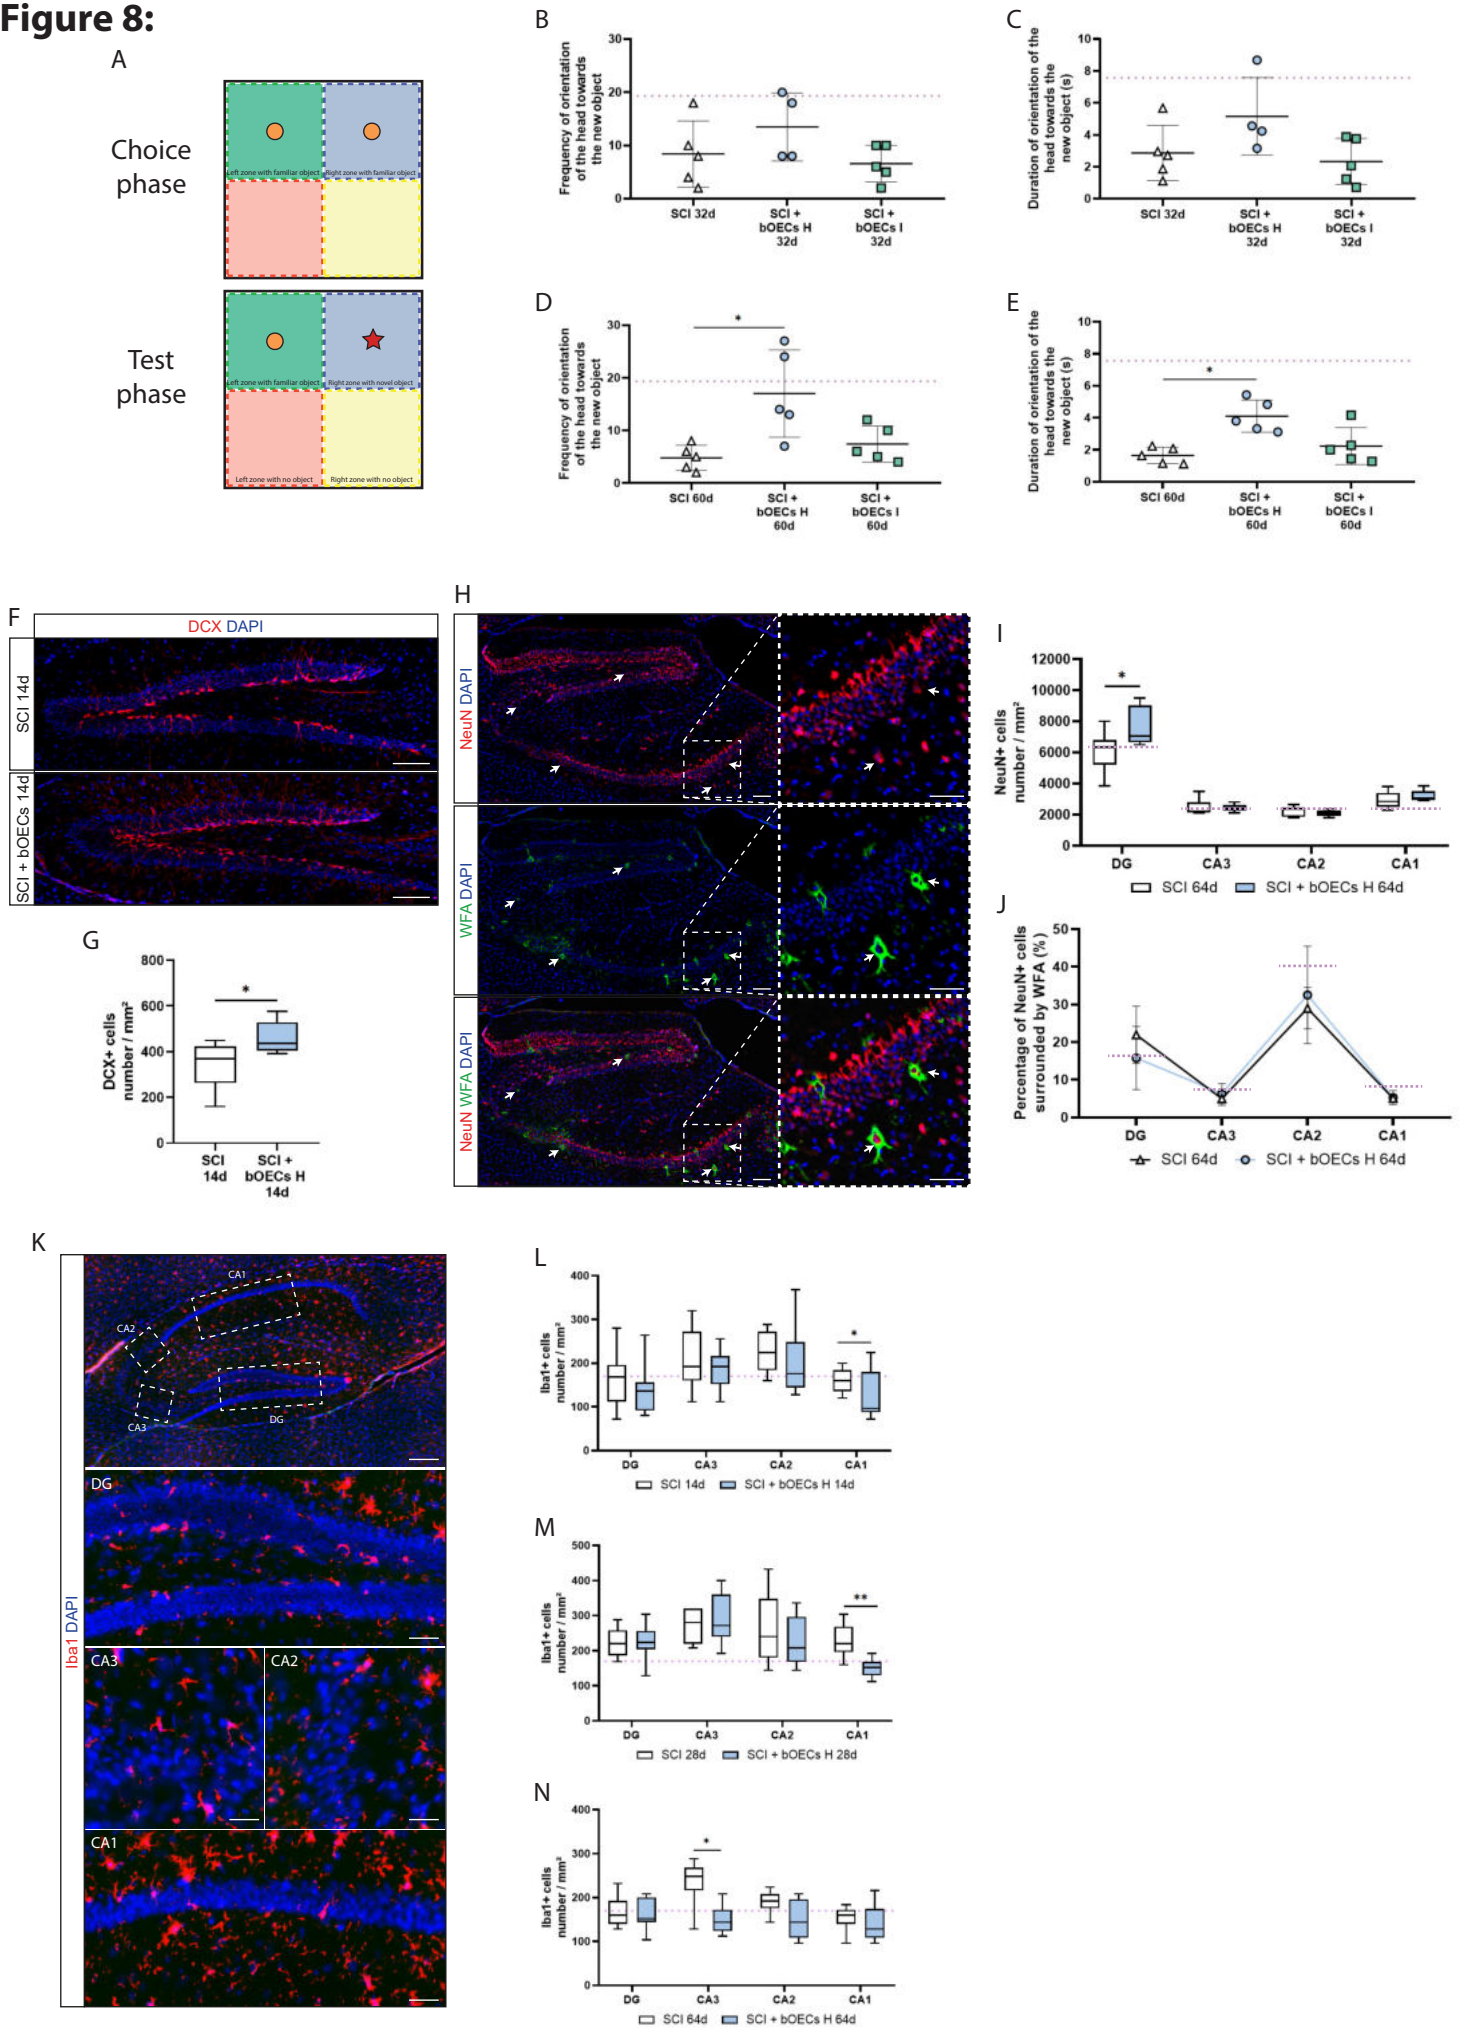 Figure 8:
A
Choice
phase
Left zone with familiar object
Right zone with familiar object
Test
phase
Left zone with familiar object
Right zone with novel object
Left zone with no object
Right zone with no object
B
Frequency of orientation
of the head towards
the new object
30
20
10
0
SCI 32d
SCI +
bOECs H
32d
SCI +
bOECs I
32d
C
Duration of orientation of the
head towards the
new object (s)
10
8
6
4
2
0
SCI 32d
SCI +
bOECs H
32d
SCI +
bOECs I
32d
D
Frequency of orientation
of the head towards
the new object
30
20
10
0
*
SCI 60d
SCI +
bOECs H
60d
SCI +
bOECs I
60d
E
Duration of orientation of the
head towards the
new object (s)
10
8
6
4
2
0
*
SCI 60d
SCI +
bOECs H
60d
SCI +
bOECs I
60d
F
DCX DAPI
SCI 14d
SCI + bOECs 14d
G
DCX+ cells
number / mm²
800
600
400
200
0
*
SCI
14d
SCI +
bOECs H
14d
H
NeuN DAPI
WFA DAPI
NeuN WFA DAPI
I
NeuN+ cells
number / mm²
12000
10000
8000
6000
4000
2000
0
*
DG CA3 CA2 CA1
SCI 64d SCI + bOECs H 64d
J
Percentage of NeuN+ cells
surrounded by WFA (%)
50
40
30
20
10
0
DG CA3 CA2 CA1
SCI 64d SCI + bOECs H 64d
K
Iba1 DAPI
CA1
CA2
CA3
DG
DG
CA3
CA2
CA1
L
Iba1+ cells
number / mm²
400
300
200
100
0
*
DG CA3 CA2 CA1
SCI 14d SCI + bOECs H 14d
M
Iba1+ cells
number / mm²
500
400
300
200
100
0
**
DG CA3 CA2 CA1
SCI 28d SCI + bOECs H 28d
N
Iba1+ cells
number / mm²
400
300
200
100
0
*
DG CA3 CA2 CA1
SCI 64d SCI + bOECs H 64d